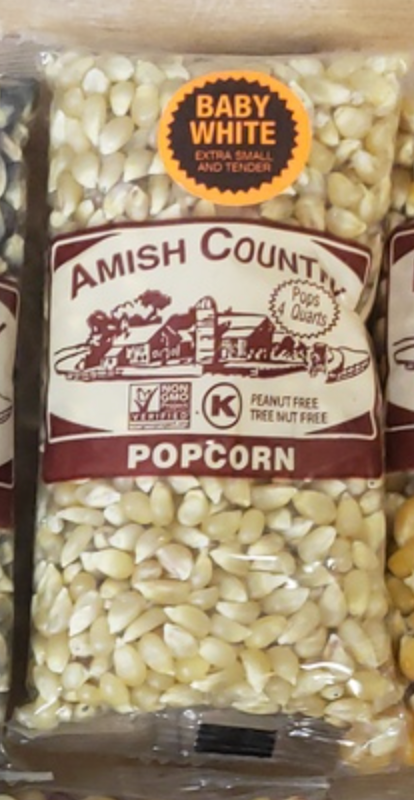 BABY
WHITE
EXTRA SMALL
AND TENDER
AMISH COUNTRY
Pops
4 Quarts
NON
GMO
VERIFIED
K
PEANUT FREE
TREE NUT FREE
POPCORN